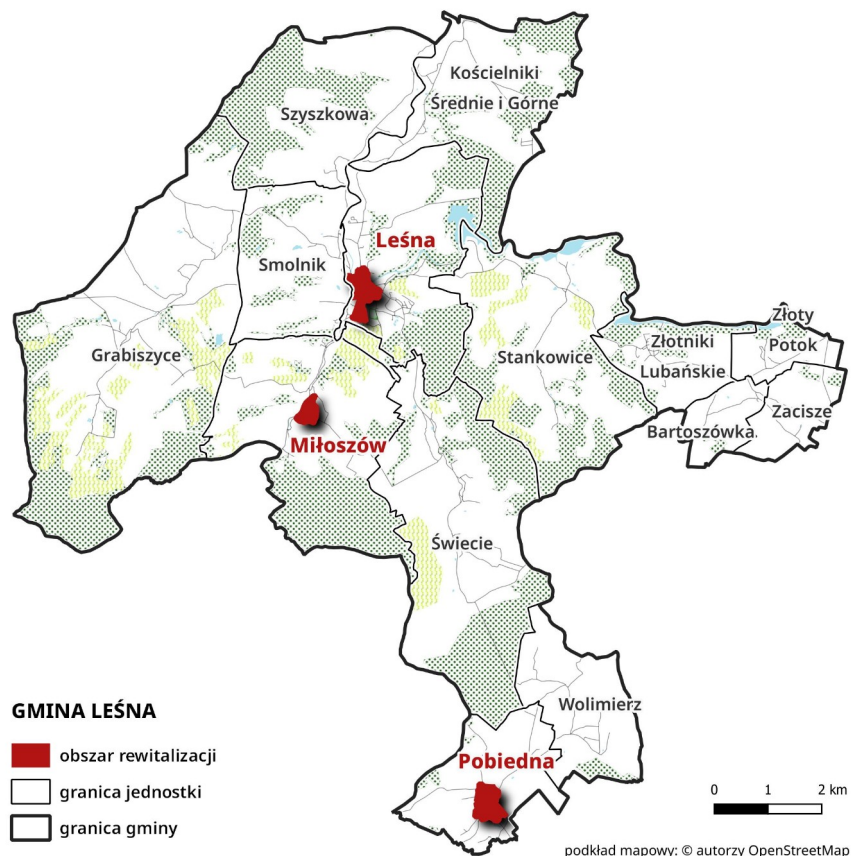 Kościelniki
Średnie i Górne
Szyszkowa
Leśna
Smolnik
Złoty
Potok
Złotniki
Lubańskie
Stankowice
Grabiszyce
Zacisze
Bartoszówka
Miłoszów
Świecie
Wolimierz
Pobiedna
GMINA LEŚNA
obszar rewitalizacji
granica jednostki
granica gminy
0 1 2 km
podkład mapowy: © autorzy OpenStreetMap